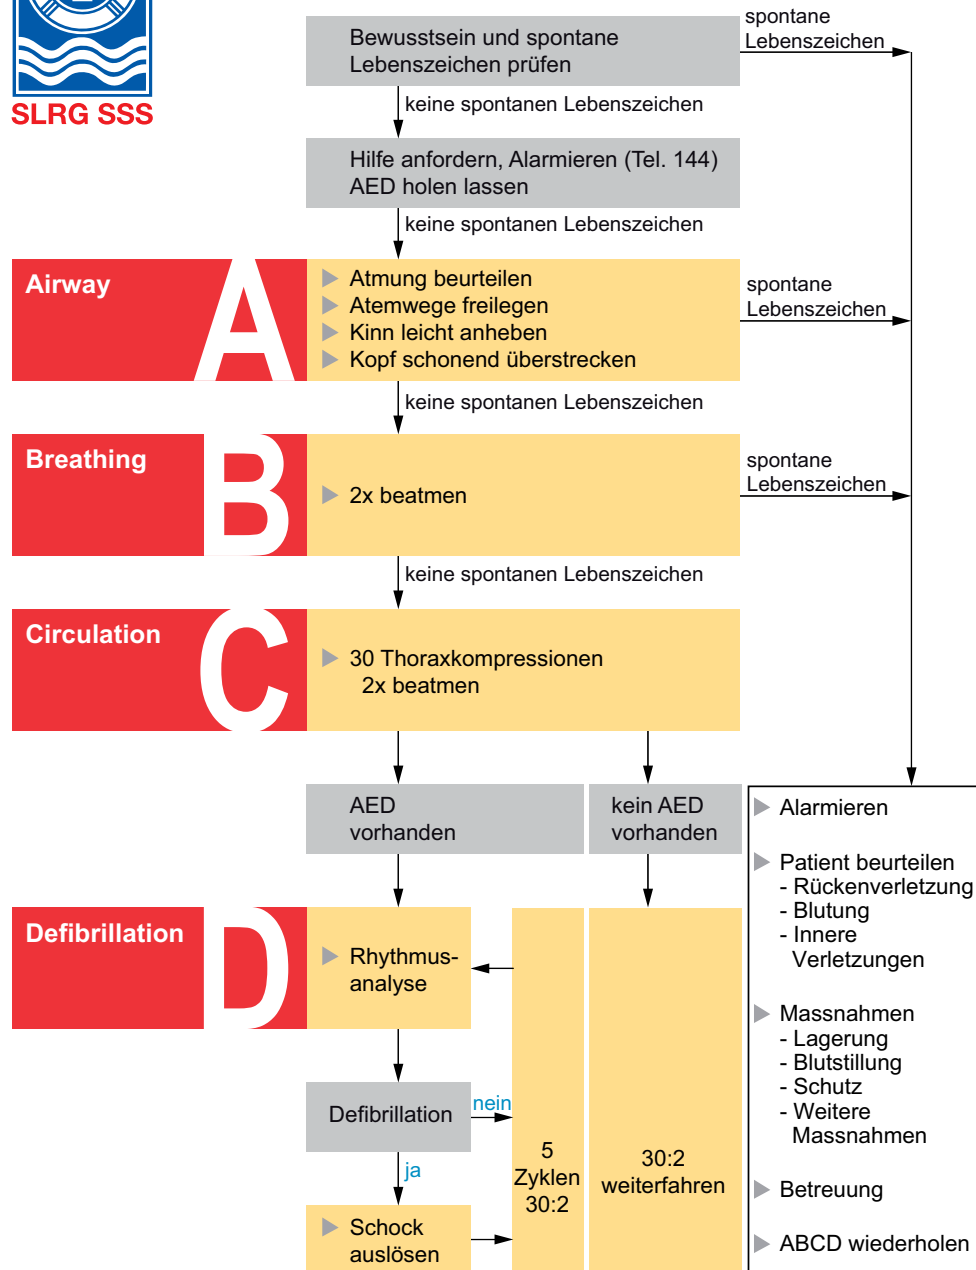 SLRG SSS
Bewusstsein und spontane
Lebenszeichen prüfen
spontane
Lebenszeichen
keine spontanen Lebenszeichen
Hilfe anfordern, Alarmieren (Tel. 144)
AED holen lassen
keine spontanen Lebenszeichen
Airway
A
Atmung beurteilen
Atemwege freilegen
Kinn leicht anheben
Kopf schonend überstrecken
spontane
Lebenszeichen
keine spontanen Lebenszeichen
Breathing
B
2x beatmen
spontane
Lebenszeichen
keine spontanen Lebenszeichen
Circulation
C
30 Thoraxkompressionen
2x beatmen
AED
vorhanden
kein AED
vorhanden
Defibrillation
D
Rhythmus-
analyse
Defibrillation
nein
ja
Schock
auslösen
5
Zyklen
30:2
30:2
weiterfahren
Alarmieren
Patient beurteilen
- Rückenverletzung
- Blutung
- Innere
Verletzungen
Massnahmen
- Lagerung
- Blutstillung
- Schutz
- Weitere
Massnahmen
Betreuung
ABCD wiederholen